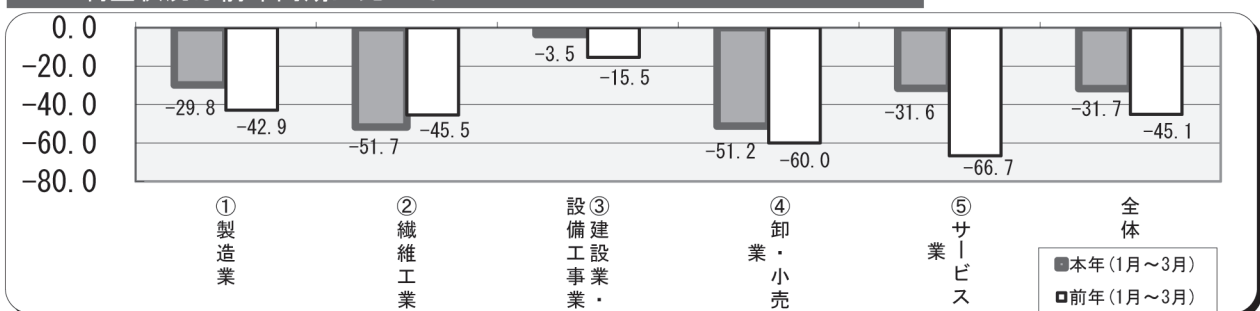 0.0
-20.0
-40.0
-60.0
-80.0
-29.8
-42.9
-51.7
-45.5
-3.5
-15.5
-51.2
-60.0
-31.6
-66.7
-31.7
-45.1
①製造業
②繊維工業
③建設業・
設備工事業
④卸・小売
業
⑤サービス
業
全体
本年(1月～3月)
前年(1月～3月)